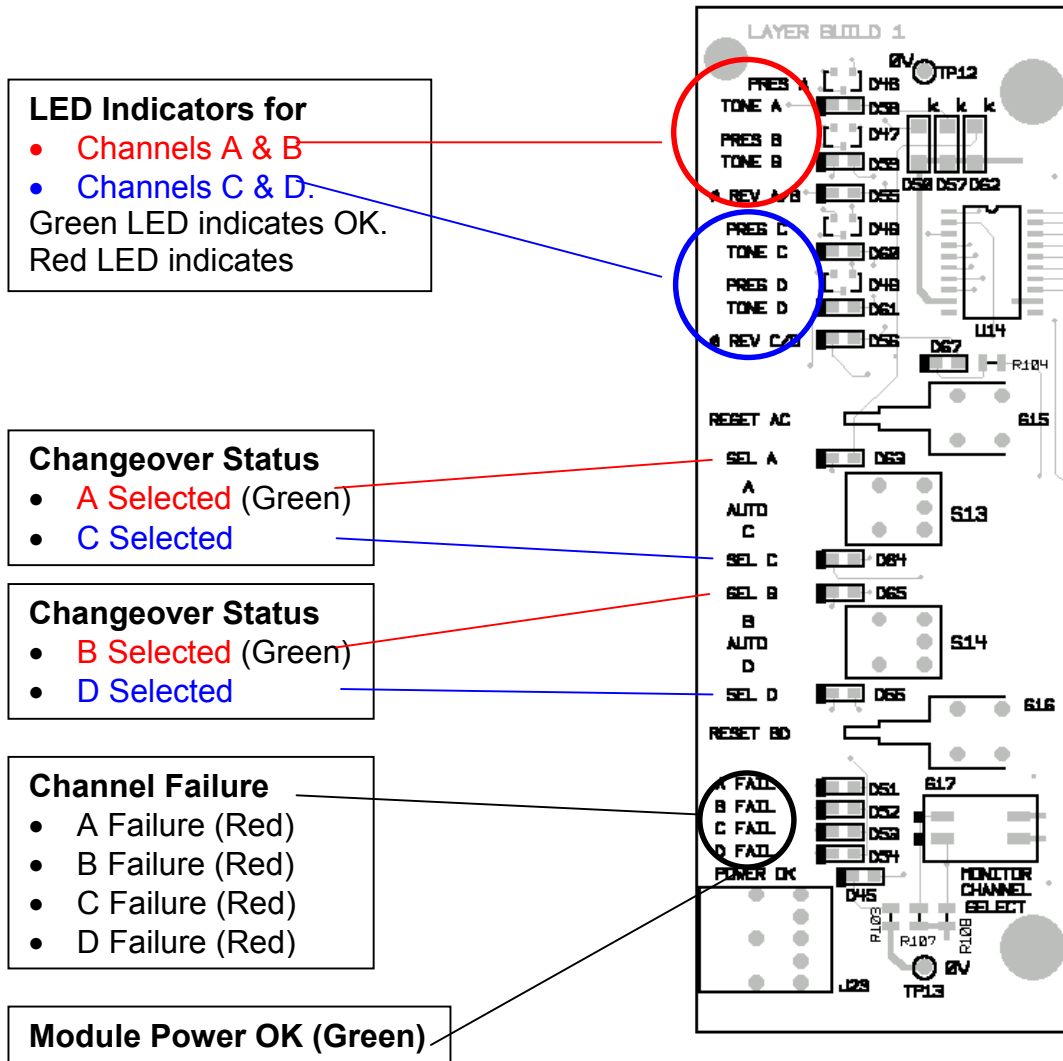 LED Indicators for
• Channels A & B
• Channels C & D.
Green LED indicates OK.
Red LED indicates
Changeover Status
• A Selected (Green)
• C Selected
Changeover Status
• B Selected (Green)
• D Selected
Channel Failure
• A Failure (Red)
• B Failure (Red)
• C Failure (Red)
• D Failure (Red)
Module Power OK (Green)
LAYER BUILD 1
0V TP12
PRES A D46
TONE A D58
PRES B D47
TONE B D59
REV A/B D55
k k k
D50 D57 D62
PRES C D49
TONE C D60
PRES D D48
TONE D D61
REV C/D D56
U14
D67 R104
RESET AC S15
SEL A D63
A
AUTO S13
C
SEL C D64
SEL B D65
B
AUTO S14
D
SEL D D66
S16
RESET BD
A FAIL D51
B FAIL D52
C FAIL D53
D FAIL D54
S17
POWER OK D45
MONITOR
CHANNEL
SELECT
R103 R107 R108
J29
0V
TP13